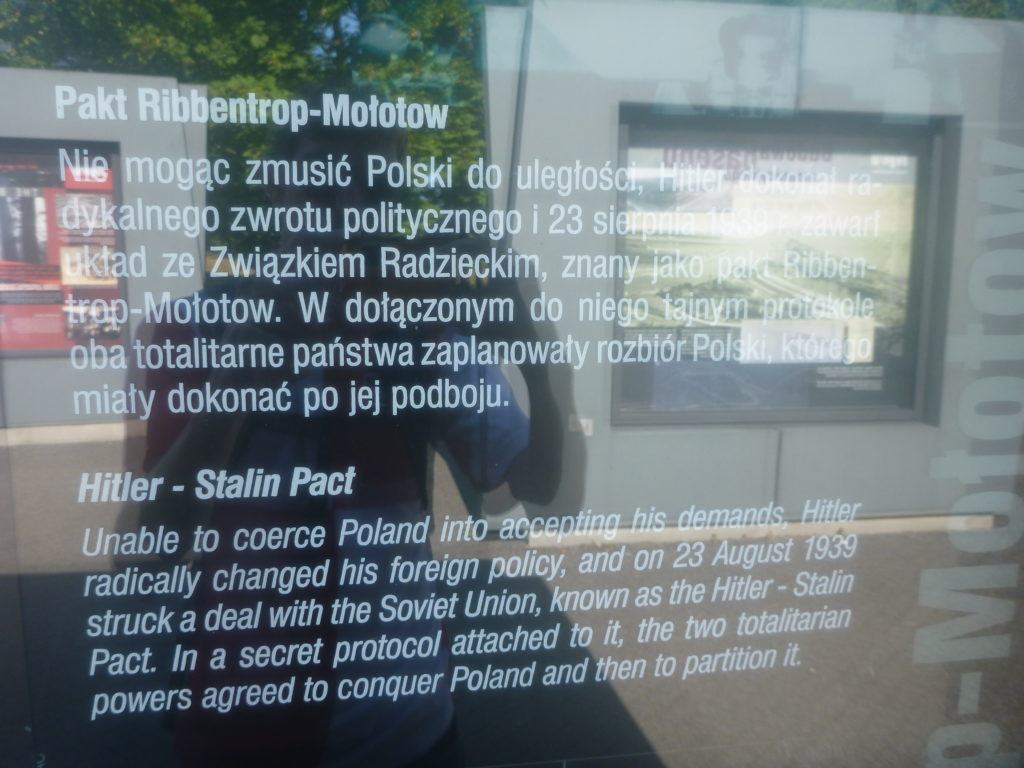 Pakt Ribbentrop-Mołotow
Nie mogąc zmusić Polski do uległości, Hitler dokonał ra-
dykalnego zwrotu politycznego i 23 sierpnia 1939 r. zawarł
układ ze Związkiem Radzieckim, znany jako pakt Ribben-
trop-Mołotow. W dołączonym do niego tajnym protokole
oba totalitarne państwa zaplanowały rozbiór Polski, którego
miały dokonać po jej podboju.
Hitler - Stalin Pact
Unable to coerce Poland into accepting his demands, Hitler
radically changed his foreign policy, and on 23 August 1939
struck a deal with the Soviet Union, known as the Hitler - Stalin
Pact. In a secret protocol attached to it, the two totalitarian
powers agreed to conquer Poland and then to partition it.
p-Mołotow